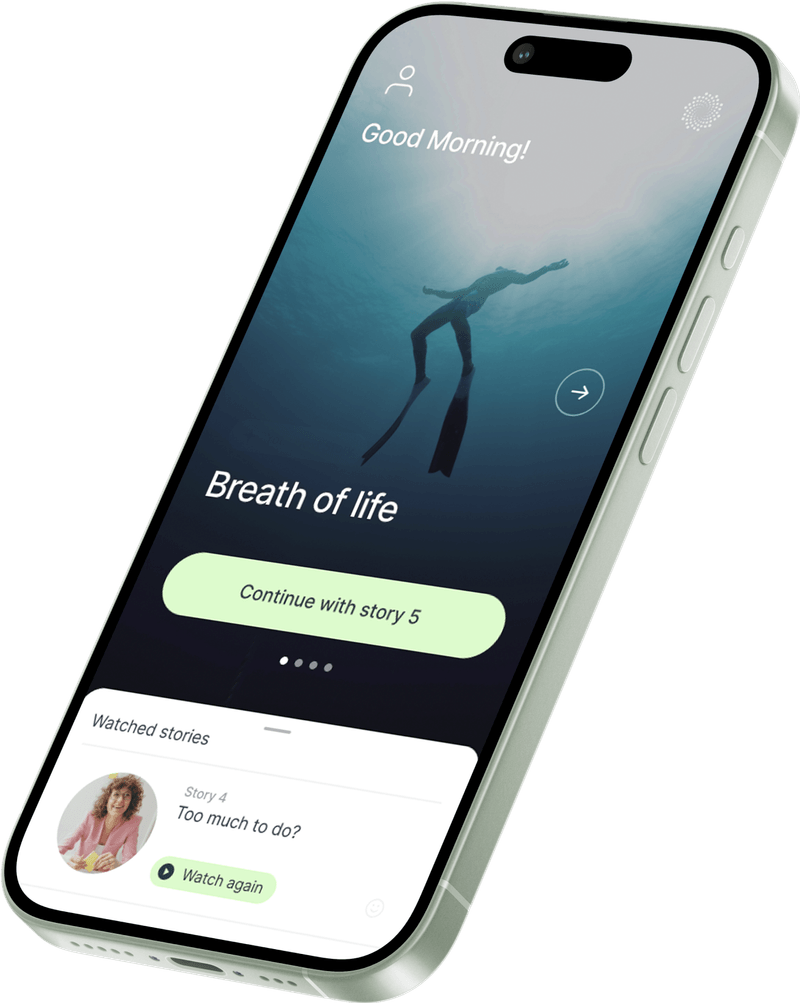 Good Morning!
Breath of life
Continue with story 5
Watched stories
Story 4
Too much to do?
Watch again